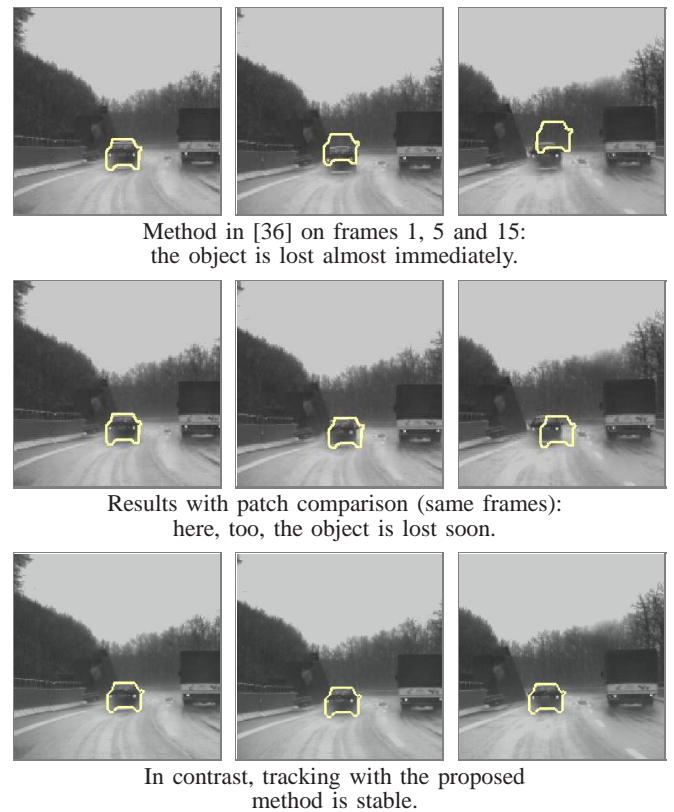 Method in [36] on frames 1, 5 and 15:
the object is lost almost immediately.
Results with patch comparison (same frames):
here, too, the object is lost soon.
In contrast, tracking with the proposed
method is stable.